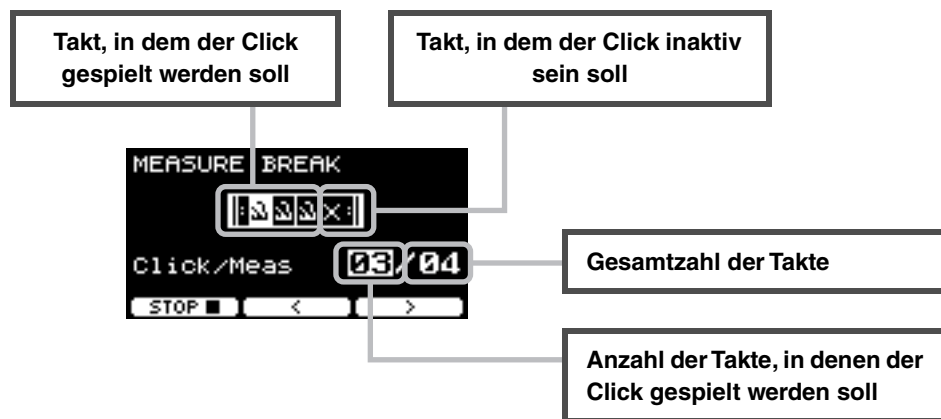 Takt, in dem der Click
gespielt werden soll
Takt, in dem der Click inaktiv
sein soll
MEASURE BREAK
Click/Meas 03/04
STOP ■ < >
Gesamtzahl der Takte
Anzahl der Takte, in denen der
Click gespielt werden soll